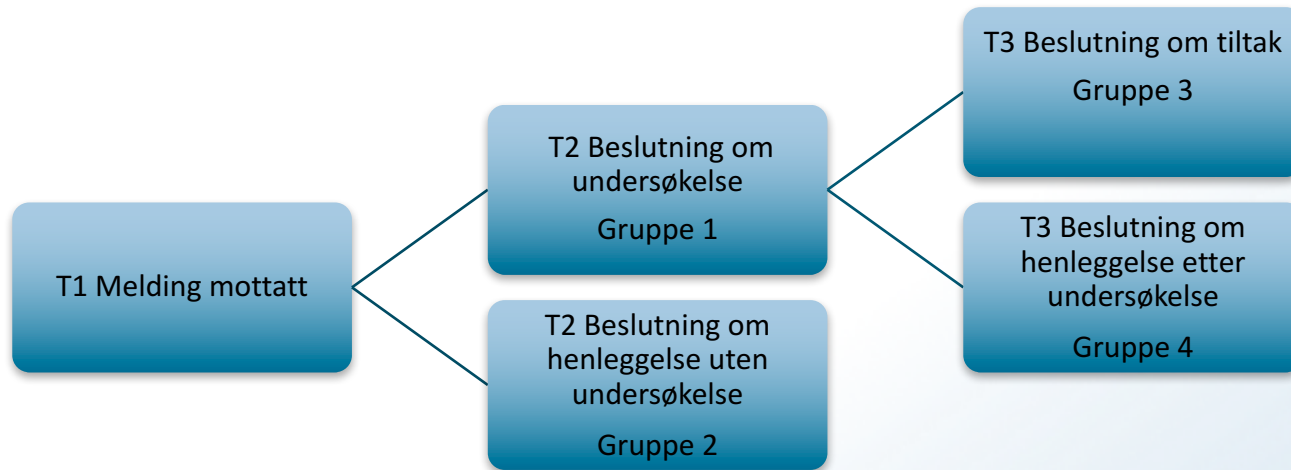 T1 Melding mottatt
T2 Beslutning om
undersøkelse
Gruppe 1
T2 Beslutning om
henleggelse uten
undersøkelse
Gruppe 2
T3 Beslutning om tiltak
Gruppe 3
T3 Beslutning om
henleggelse etter
undersøkelse
Gruppe 4